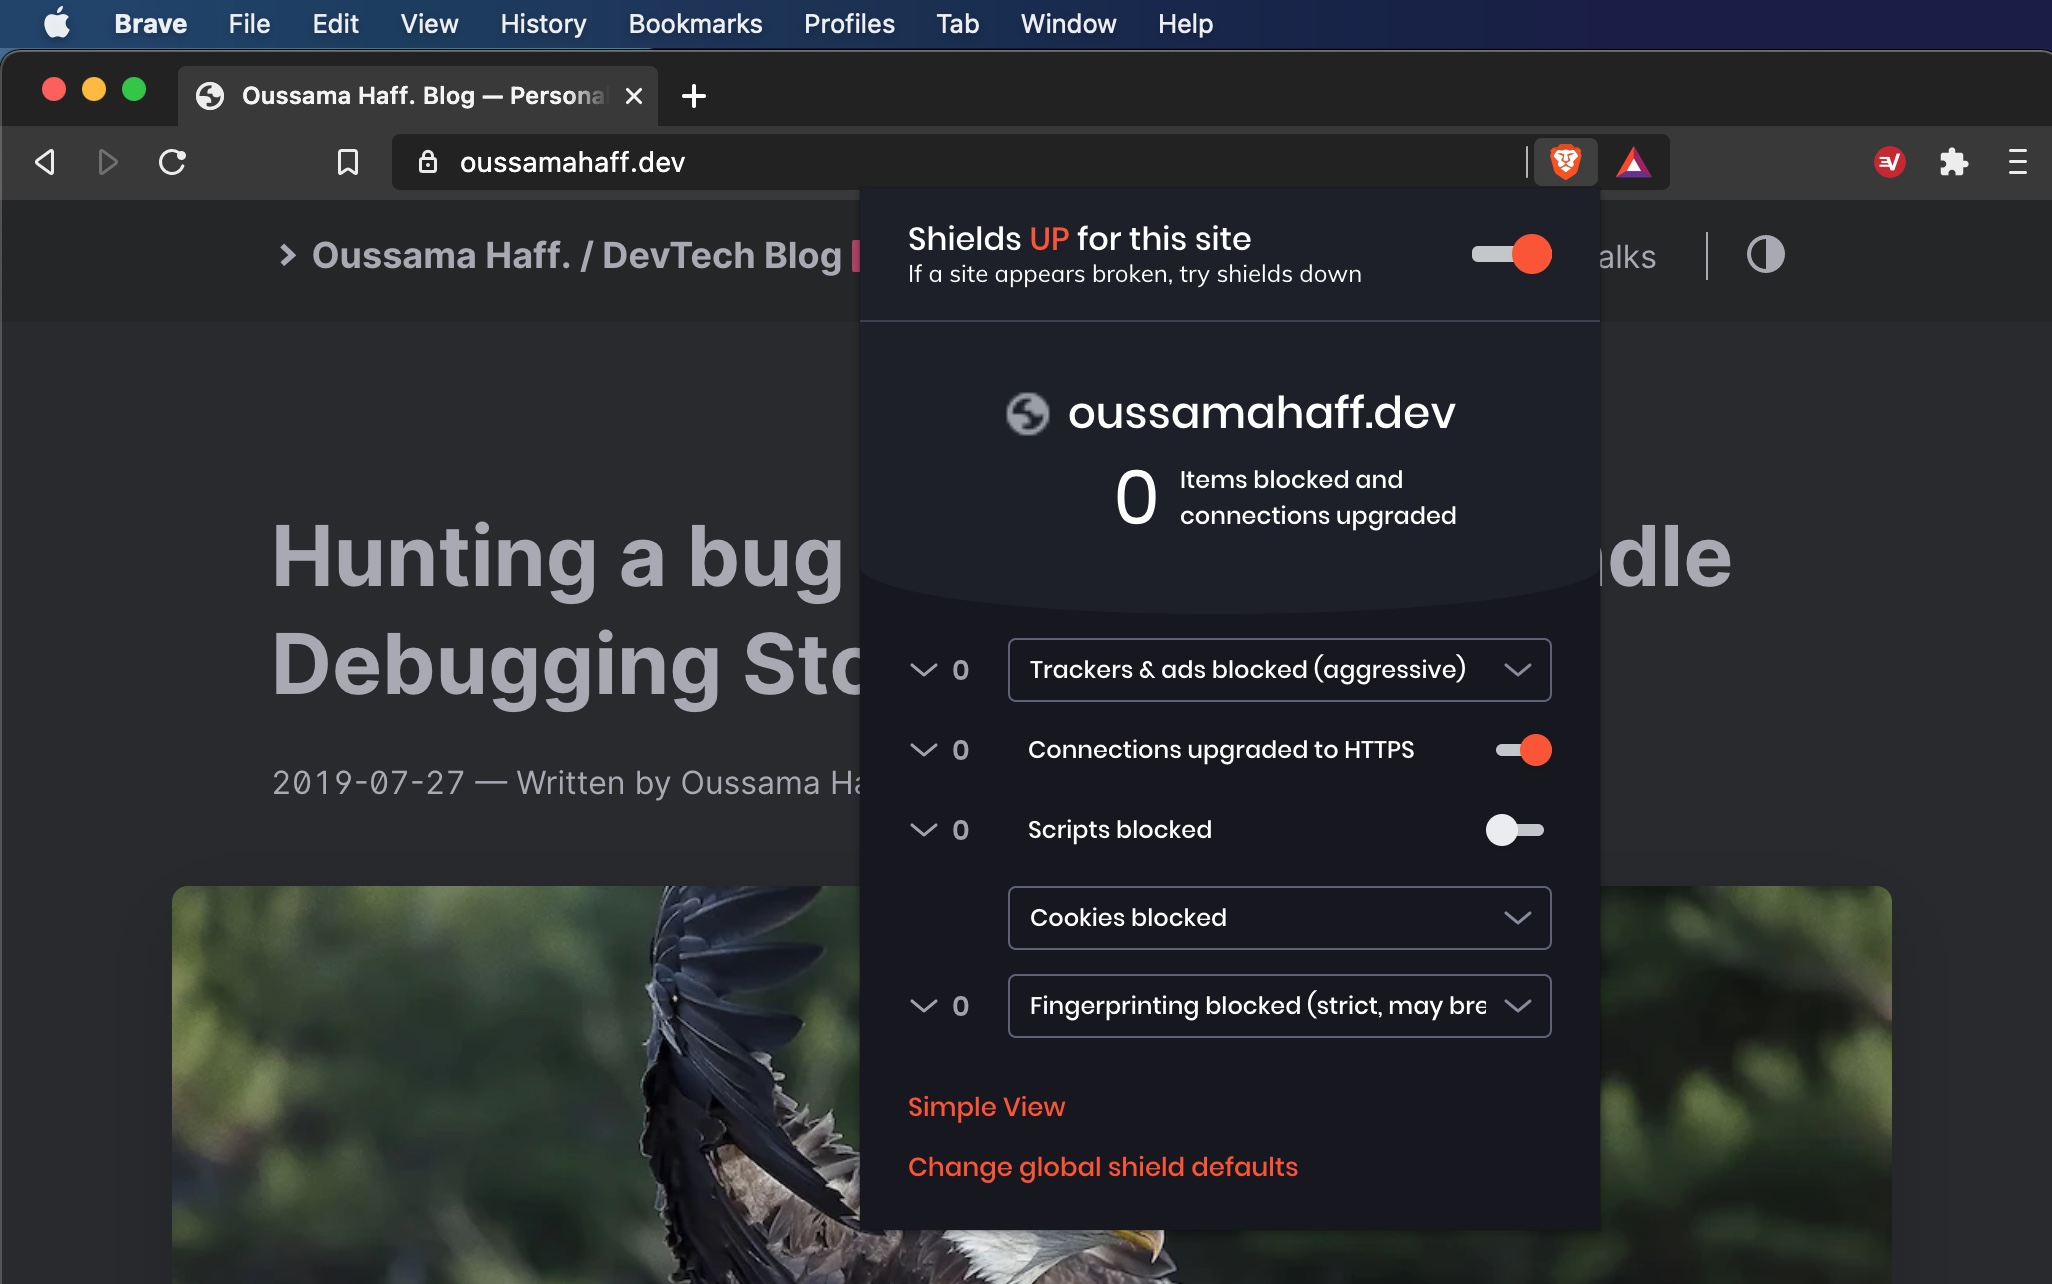 Brave File Edit View History Bookmarks Profiles Tab Window Help
Oussama Haff. Blog — Persona
oussamahaff.dev
Oussama Haff. / DevTech Blog
alks
Shields UP for this site
If a site appears broken, try shields down
oussamahaff.dev
0 Items blocked and
connections upgraded
Hunting a bug
dle
Debugging Sto
2019-07-27 — Written by Oussama Ha
0 Trackers & ads blocked (aggressive)
0 Connections upgraded to HTTPS
0 Scripts blocked
Cookies blocked
0 Fingerprinting blocked (strict, may bre
Simple View
Change global shield defaults